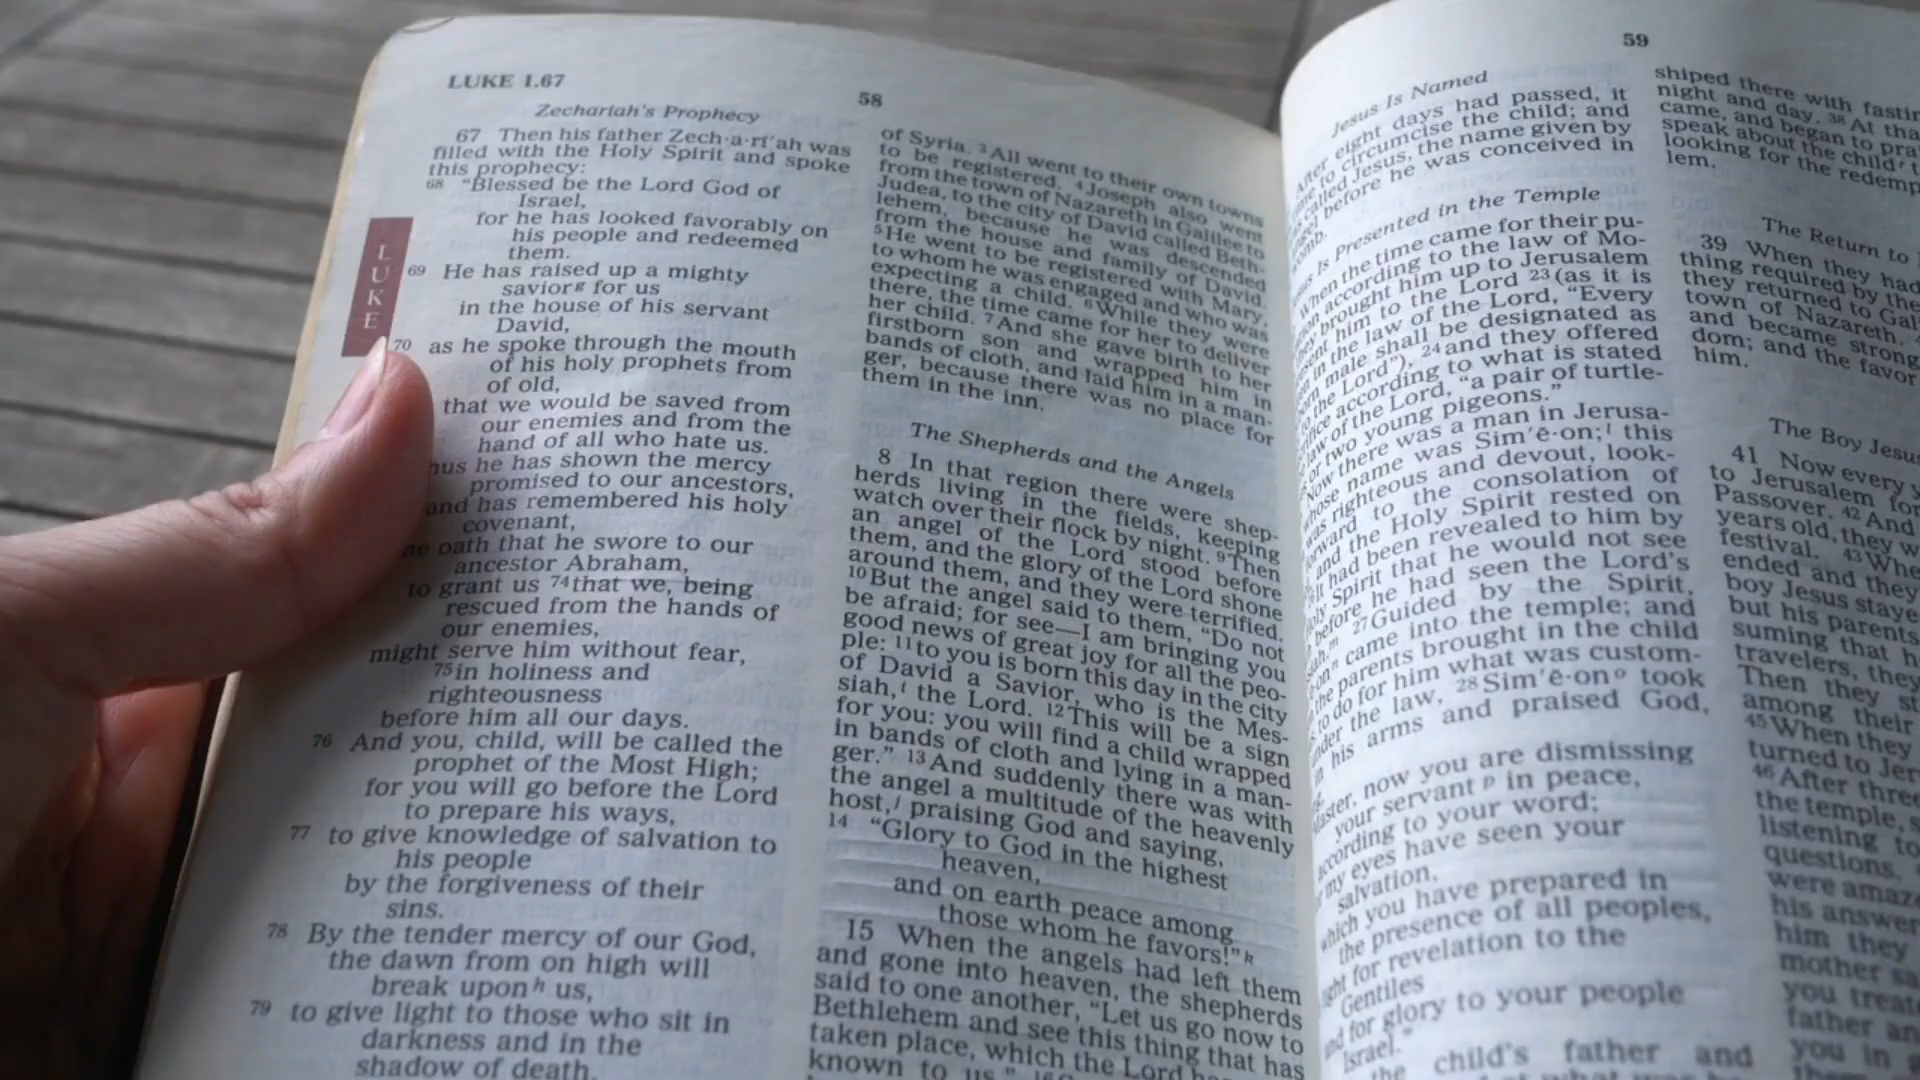 LUKE 1.67
58
Zechariah's Prophecy
67 Then his father Zech·a·rī′ah was
filled with the Holy Spirit and spoke
this prophecy:
68 "Blessed be the Lord God of
Israel,
for he has looked favorably on
his people and redeemed
them.
69 He has raised up a mighty
savior g for us
in the house of his servant
David,
70 as he spoke through the mouth
of his holy prophets from
of old,
that we would be saved from
our enemies and from the
hand of all who hate us.
he has shown the mercy
promised to our ancestors,
and has remembered his holy
covenant,
oath that he swore to our
ancestor Abraham,
to grant us 74 that we, being
rescued from the hands of
our enemies,
might serve him without fear,
75 in holiness and
righteousness
before him all our days.
76 And you, child, will be called the
prophet of the Most High;
for you will go before the Lord
to prepare his ways,
77 to give knowledge of salvation to
his people
by the forgiveness of their
sins.
78 By the tender mercy of our God,
the dawn from on high will
break upon h us,
79 to give light to those who sit in
darkness and in the
shadow of death,
LUKE
of Syria. 3 All went to their own towns
to be registered. 4 Joseph also went
from the town of Nazareth in Galilee to
Judea, to the city of David called Beth-
lehem, because he was descended
from the house and family of David.
5 He went to be registered with Mary,
to whom he was engaged and who was
expecting a child. 6 While they were
there, the time came for her to deliver
her child. 7 And she gave birth to her
firstborn son and wrapped him in
bands of cloth, and laid him in a man-
ger, because there was no place for
them in the inn.
The Shepherds and the Angels
8 In that region there were shep-
herds living in the fields, keeping
watch over their flock by night. 9 Then
an angel of the Lord stood before
them, and the glory of the Lord shone
around them, and they were terrified.
10 But the angel said to them, "Do not
be afraid; for see—I am bringing you
good news of great joy for all the peo-
ple: 11 to you is born this day in the city
of David a Savior, who is the Mes-
siah, i the Lord. 12 This will be a sign
for you: you will find a child wrapped
in bands of cloth and lying in a man-
ger." 13 And suddenly there was with
the angel a multitude of the heavenly
host, j praising God and saying,
14 "Glory to God in the highest
heaven,
and on earth peace among
those whom he favors!" k
15 When the angels had left them
and gone into heaven, the shepherds
said to one another, "Let us go now to
Bethlehem and see this thing that has
taken place, which the Lord
known to us."
59
Jesus Is Named
After eight days had passed, it
to circumcise the child; and
called Jesus, the name given by
before he was conceived in
Is Presented in the Temple
When the time came for their pu-
according to the law of Mo-
brought him up to Jerusalem
him to the Lord 23 (as it is
in the law of the Lord, "Every
male shall be designated as
to the Lord"), 24 and they offered
according to what is stated
law of the Lord, "a pair of turtle-
or two young pigeons."
Now there was a man in Jerusa-
whose name was Sim′ē·on; l this
was righteous and devout, look-
forward to the consolation of
and the Holy Spirit rested on
It had been revealed to him by
Spirit that he would not see
before he had seen the Lord's
m 27 Guided by the Spirit,
n came into the temple; and
the parents brought in the child
to do for him what was custom-
under the law, 28 Sim′ē·on o took
in his arms and praised God,
now you are dismissing
your servant p in peace,
according to your word;
my eyes have seen your
salvation,
which you have prepared in
the presence of all peoples,
for revelation to the
Gentiles
and for glory to your people
Israel."
the child's father and
shiped there with
night and day. 38 At
came, and began to
speak about the child
looking for the
lem.
The Return to
39 When they had
thing required by the
they returned to
town of Nazareth.
and became strong
dom; and the favor
him.
The Boy Jesus
41 Now every
to Jerusalem for
Passover. 42 And
years old, they
festival. 43
ended and they
boy Jesus
but his parents
suming that
travelers, they
Then they
among their
45 When they
turned to
46 After three
the temple,
listening to
questions.
were
his
him they
mother
you
father
you in